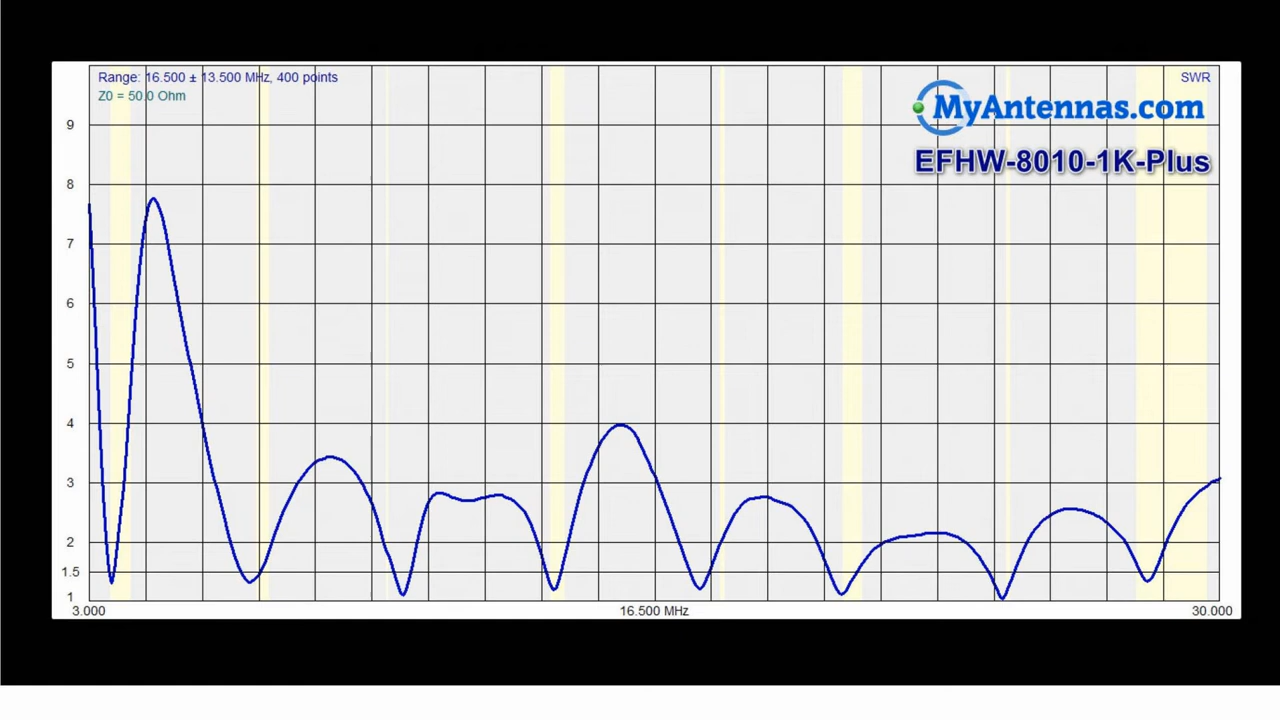 Range: 16.500 ± 13.500 MHz, 400 points
SWR
Z0 = 50.0 Ohm
MyAntennas.com
EFHW-8010-1K-Plus
9
8
7
6
5
4
3
2
1.5
1
3.000
16.500 MHz
30.000